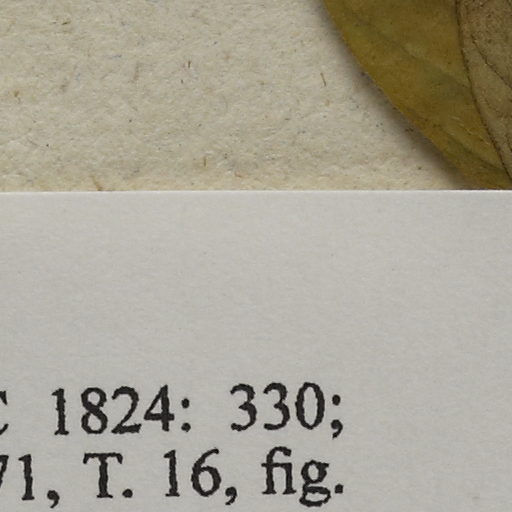 C 1824: 330;
71, T. 16, fig.